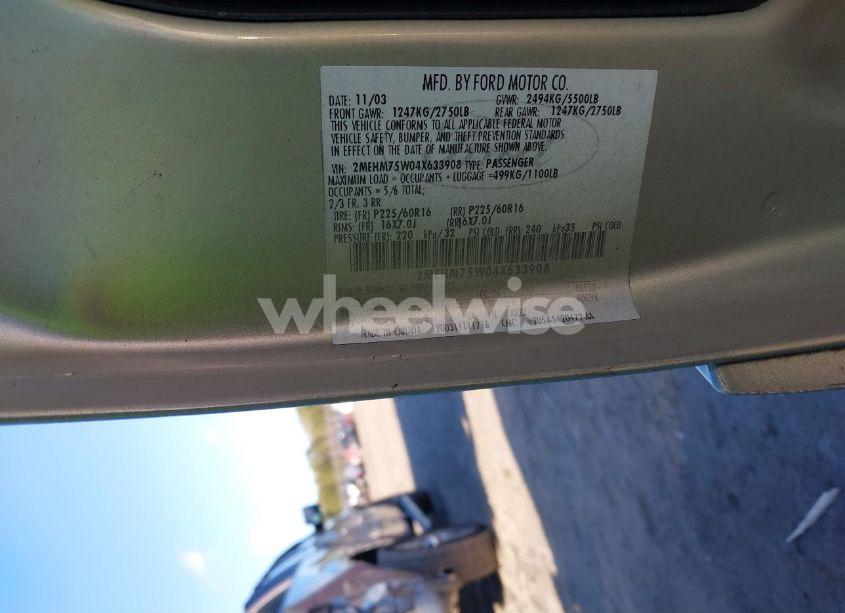 MFD. BY FORD MOTOR CO.
DATE: 11/03 GVWR: 2494KG/5500LB
FRONT GAWR: 1247KG/2750LB REAR GAWR: 1247KG/2750LB
THIS VEHICLE CONFORMS TO ALL APPLICABLE FEDERAL MOTOR
VEHICLE SAFETY, BUMPER, AND THEFT PREVENTION STANDARDS
IN EFFECT ON THE DATE OF MANUFACTURE SHOWN ABOVE.
VIN: 2MEHM75W04X633908 TYPE: PASSENGER
MAXIMUM LOAD = OCCUPANTS + LUGGAGE =499KG/1100LB
OCCUPANTS = 5/6 TOTAL;
2/3 FR, 3 RR
TIRE: (FR) P225/60R16 (RR) P225/60R16
RIMS: (FR) 16X7.0J (RR)16X7.0J
PRESSURE (FR): 220 kPa/32 PSI COLD (RR): 240 kPa35 PSI COLD
2MEHM75W04X633908
wheelwise
MADE IN CANADA